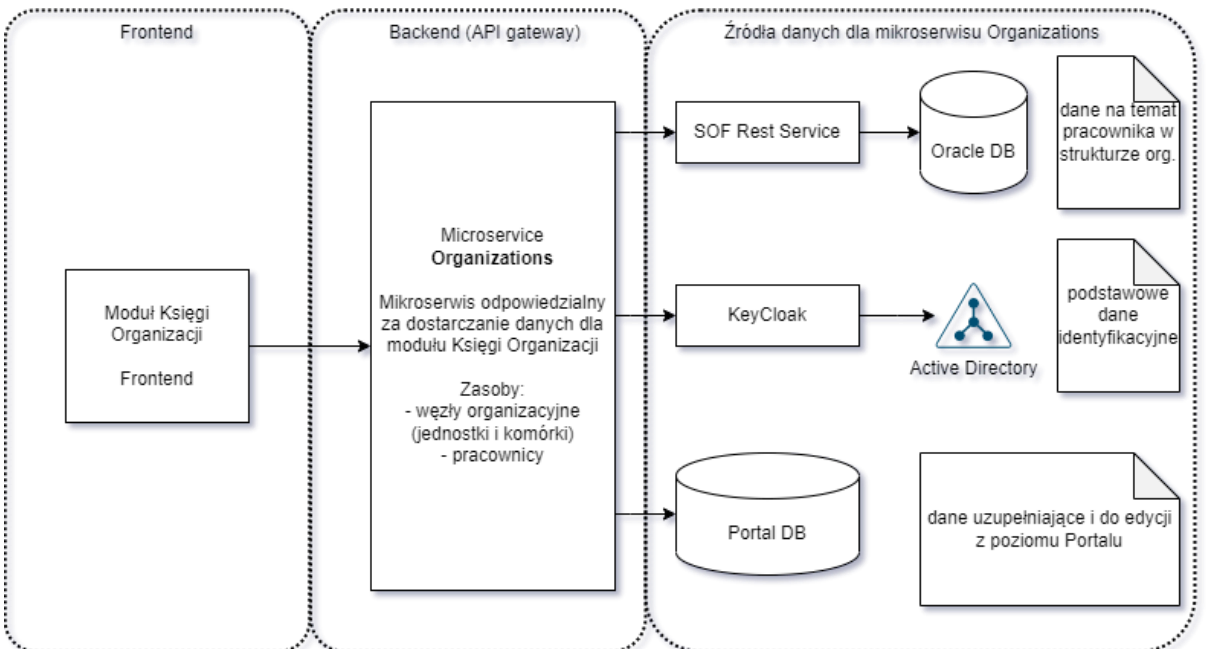 Frontend
Backend (API gateway)
Źródła danych dla mikroserwisu Organizations
Moduł Księgi
Organizacji
Frontend
Microservice
Organizations
Mikroserwis odpowiedzialny
za dostarczanie danych dla
modułu Księgi Organizacji
Zasoby:
- węzły organizacyjne
(jednostki i komórki)
- pracownicy
SOF Rest Service
Oracle DB
dane na temat
pracownika w
strukturze org.
KeyCloak
Active Directory
podstawowe
dane
identyfikacyjne
Portal DB
dane uzupełniające i do edycji
z poziomu Portalu